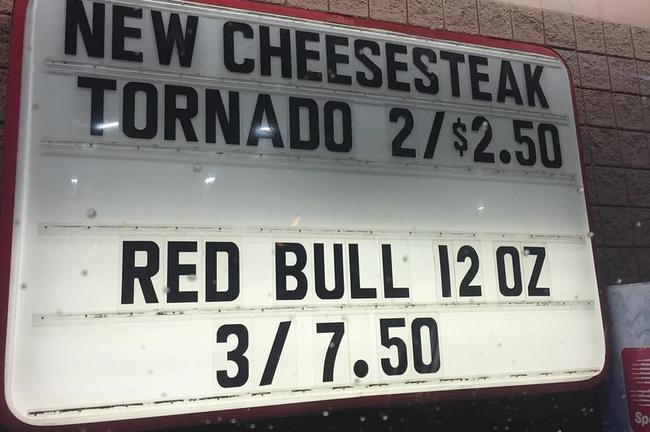 NEW CHEESESTEAK
TORNADO 2/$2.50
RED BULL 12 OZ
3/7.50